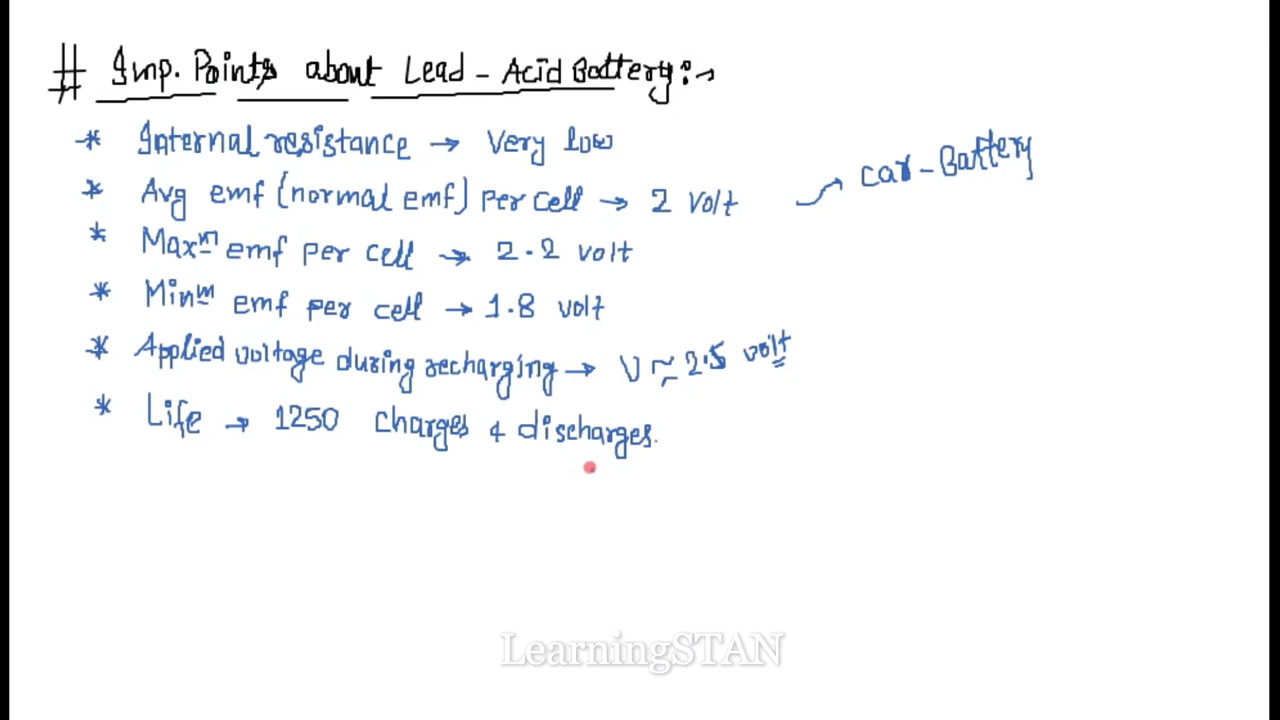 # Imp. Points about Lead - Acid Battery :→
* Internal resistance → Very low
* Avg emf (normal emf) per cell → 2 volt → car-Battery
* Maxᵐ emf per cell → 2.2 volt
* Minᵐ emf per cell → 1.8 volt
* Applied voltage during recharging → V ≈ 2.5 volt
* Life → 1250 charges & discharges.
LearningSTAN